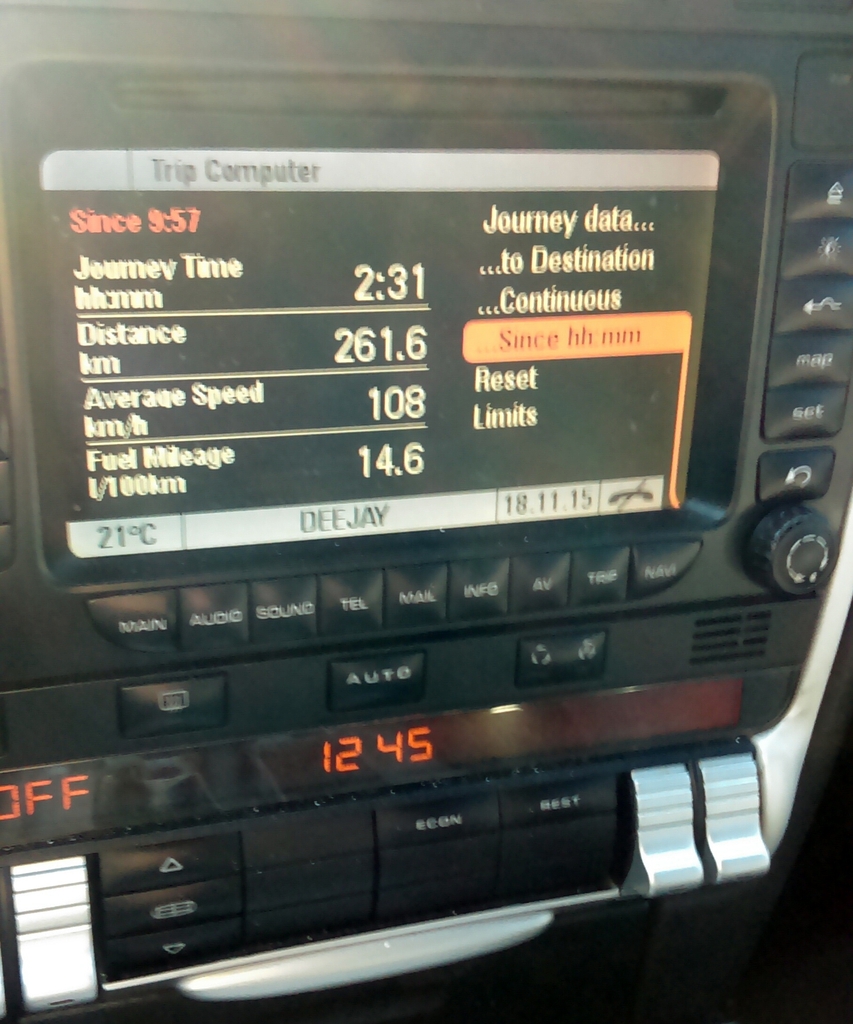 Trip Computer
Since 9:57
Journey Time
hh:mm
2:31
Distance
km
261.6
Average Speed
km/h
108
Fuel Mileage
l/100km
14.6
Journey data...
...to Destination
...Continuous
...Since hh:mm
Reset
Limits
21°C
DEEJAY
18.11.15
map
set
MAIN
AUDIO
SOUND
TEL
MAIL
INFO
AV
TRIP
NAVI
AUTO
OFF
12 45
ECON
REST